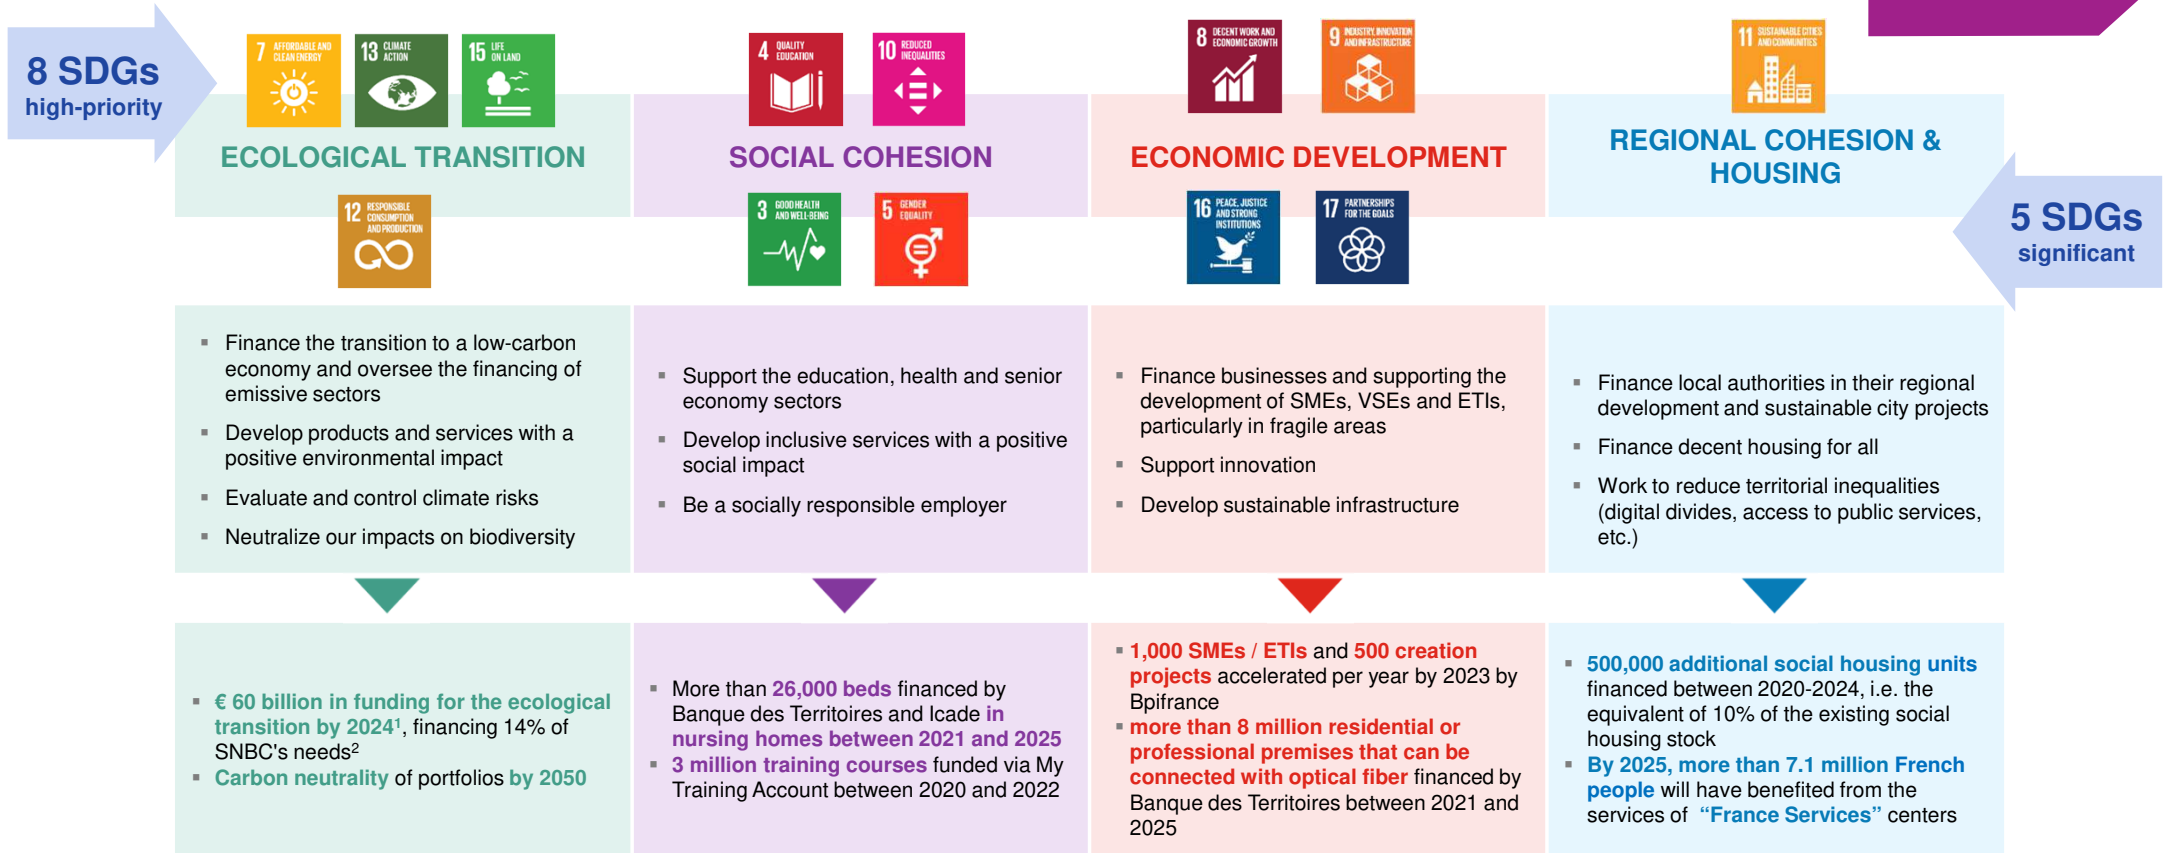 8 SDGs
high-priority
7 AFFORDABLE AND
CLEAN ENERGY
13 CLIMATE
ACTION
15 LIFE
ON LAND
ECOLOGICAL TRANSITION
12 RESPONSIBLE
CONSUMPTION
AND PRODUCTION
4 QUALITY
EDUCATION
10 REDUCED
INEQUALITIES
SOCIAL COHESION
3 GOOD HEALTH
AND WELL-BEING
5 GENDER
EQUALITY
8 DECENT WORK AND
ECONOMIC GROWTH
9 INDUSTRY, INNOVATION
AND INFRASTRUCTURE
ECONOMIC DEVELOPMENT
16 PEACE, JUSTICE
AND STRONG
INSTITUTIONS
17 PARTNERSHIPS
FOR THE GOALS
11 SUSTAINABLE CITIES
AND COMMUNITIES
REGIONAL COHESION &
HOUSING
5 SDGs
significant
▪ Finance the transition to a low-carbon
economy and oversee the financing of
emissive sectors
▪ Develop products and services with a
positive environmental impact
▪ Evaluate and control climate risks
▪ Neutralize our impacts on biodiversity
▪ Support the education, health and senior
economy sectors
▪ Develop inclusive services with a positive
social impact
▪ Be a socially responsible employer
▪ Finance businesses and supporting the
development of SMEs, VSEs and ETIs,
particularly in fragile areas
▪ Support innovation
▪ Develop sustainable infrastructure
▪ Finance local authorities in their regional
development and sustainable city projects
▪ Finance decent housing for all
▪ Work to reduce territorial inequalities
(digital divides, access to public services,
etc.)
▪ € 60 billion in funding for the ecological
transition by 2024¹, financing 14% of
SNBC's needs²
▪ Carbon neutrality of portfolios by 2050
▪ More than 26,000 beds financed by
Banque des Territoires and Icade in
nursing homes between 2021 and 2025
▪ 3 million training courses funded via My
Training Account between 2020 and 2022
▪ 1,000 SMEs / ETIs and 500 creation
projects accelerated per year by 2023 by
Bpifrance
▪ more than 8 million residential or
professional premises that can be
connected with optical fiber financed by
Banque des Territoires between 2021 and
2025
▪ 500,000 additional social housing units
financed between 2020-2024, i.e. the
equivalent of 10% of the existing social
housing stock
▪ By 2025, more than 7.1 million French
people will have benefited from the
services of “France Services” centers